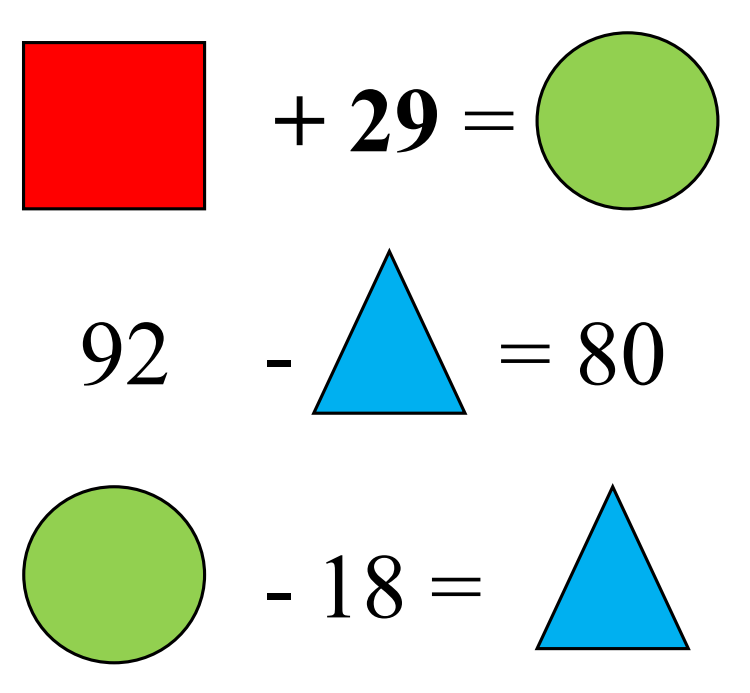 + 29 =
92 - = 80
- 18 =